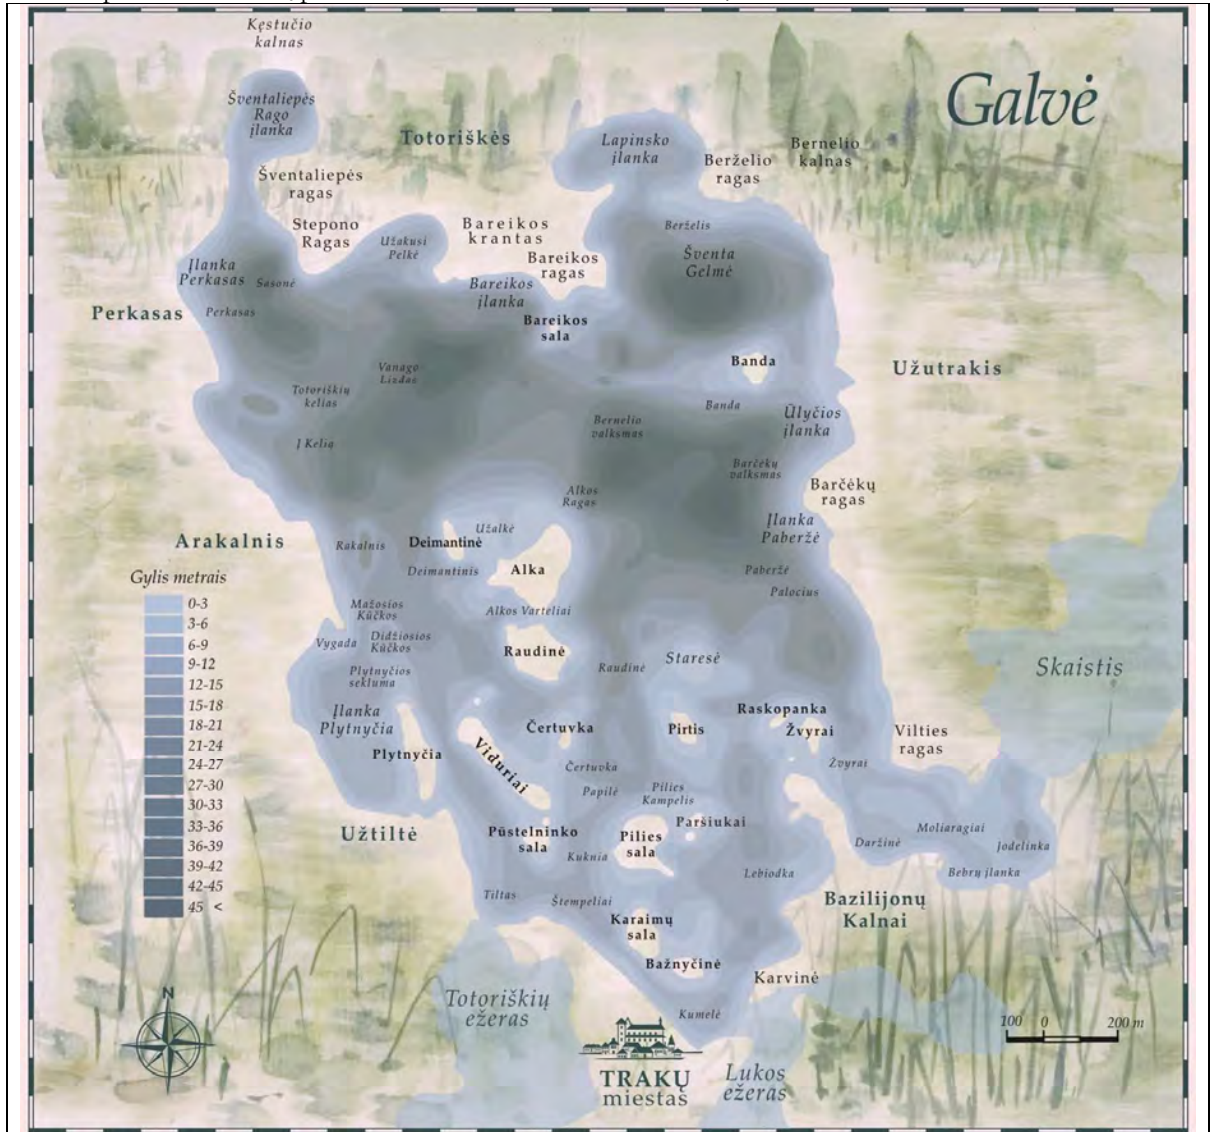 Kęstučio
kalnas
Galvė
Šventaliepės
Rago
įlanka
Totoriškės
Lapinsko
įlanka
Berželio
ragas
Bernelio
kalnas
Šventaliepės
ragas
Stepono
Ragas
Užakusi
Pelkė
Bareikos
krantas
Bareikos
ragas
Berželis
Šventa
Gelmė
Įlanka
Perkasas
Sasonė
Bareikos
įlanka
Perkasas
Perkasas
Bareikos
sala
Banda
Užutrakis
Vanago
Lizdas
Totoriškių
kelias
Banda
Ūlyčios
įlanka
Bernelio
valksmas
Į Kelią
Barčėkų
valksmas
Barčėkų
ragas
Alkos
Ragas
Įlanka
Paberžė
Arakalnis
Rakalnis
Užalkė
Deimantinė
Deimantinis
Alka
Paberžė
Palocius
Gylis metrais
0-3
3-6
6-9
9-12
12-15
15-18
18-21
21-24
24-27
27-30
30-33
33-36
36-39
39-42
42-45
45 <
Mažosios
Kūčkos
Alkos Varteliai
Vygada
Didžiosios
Kūčkos
Raudinė
Raudinė
Staresė
Skaistis
Plytnyčios
sekluma
Įlanka
Plytnyčia
Plytnyčia
Viduriai
Čertuvka
Pirtis
Raskopanka
Žvyrai
Vilties
ragas
Čertuvka
Žvyrai
Papilė
Pilies
Kampelis
Užtiltė
Pūstelninko
sala
Pilies
sala
Paršiukai
Kuknia
Daržinė
Moliaragiai
Jodelinka
Bebrų įlanka
Lebiodka
Tiltas
Štempeliai
Bazilijonų
Kalnai
Karaimų
sala
Bažnyčinė
Karvinė
Totoriškių
ežeras
Kumelė
N
100 0 200 m
TRAKŲ
miestas
Lukos
ežeras